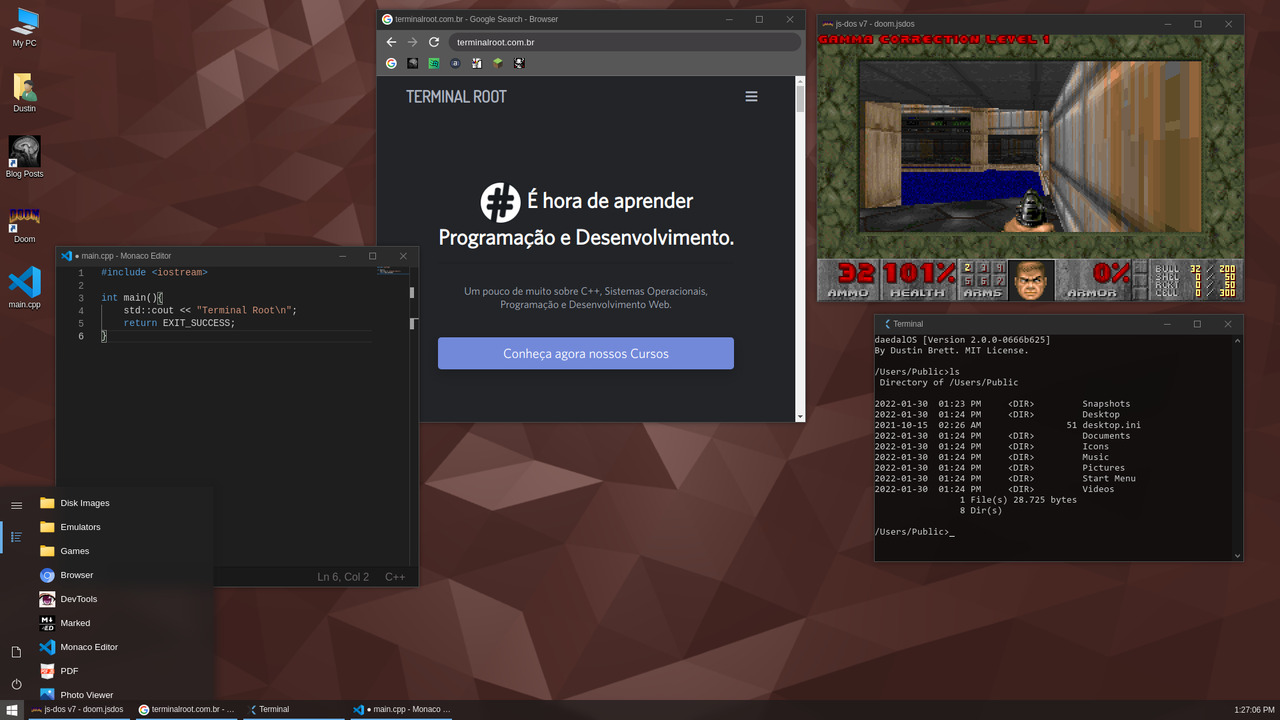 My PC
Dustin
Blog Posts
DOOM
Doom
main.cpp
terminalroot.com.br - Google Search - Browser
terminalroot.com.br
TERMINAL ROOT
É hora de aprender
Programação e Desenvolvimento.
Um pouco de muito sobre C++, Sistemas Operacionais,
Programação e Desenvolvimento Web.
Conheça agora nossos Cursos
js-dos v7 - doom.jsdos
GAMMA CORRECTION LEVEL 1
32 101% 2 3 4 5 6 7 0%
AMMO HEALTH ARMS ARMOR
BULL 32 / 200
SHEL 0 / 50
RCKT 0 / 50
CELL 0 / 300
● main.cpp - Monaco Editor
1 #include <iostream>
2
3 int main(){
4 std::cout << "Terminal Root\n";
5 return EXIT_SUCCESS;
6 }
Ln 6, Col 2 C++
Terminal
daedalOS [Version 2.0.0-0666b625]
By Dustin Brett. MIT License.
/Users/Public>ls
Directory of /Users/Public
2022-01-30 01:23 PM <DIR> Snapshots
2022-01-30 01:24 PM <DIR> Desktop
2021-10-15 02:26 AM 51 desktop.ini
2022-01-30 01:24 PM <DIR> Documents
2022-01-30 01:24 PM <DIR> Icons
2022-01-30 01:24 PM <DIR> Music
2022-01-30 01:24 PM <DIR> Pictures
2022-01-30 01:24 PM <DIR> Start Menu
2022-01-30 01:24 PM <DIR> Videos
1 File(s) 28.725 bytes
8 Dir(s)
/Users/Public>_
Disk Images
Emulators
Games
Browser
DevTools
Marked
Monaco Editor
PDF
Photo Viewer
js-dos v7 - doom.jsdos
terminalroot.com.br - ...
Terminal
● main.cpp - Monaco ...
1:27:06 PM